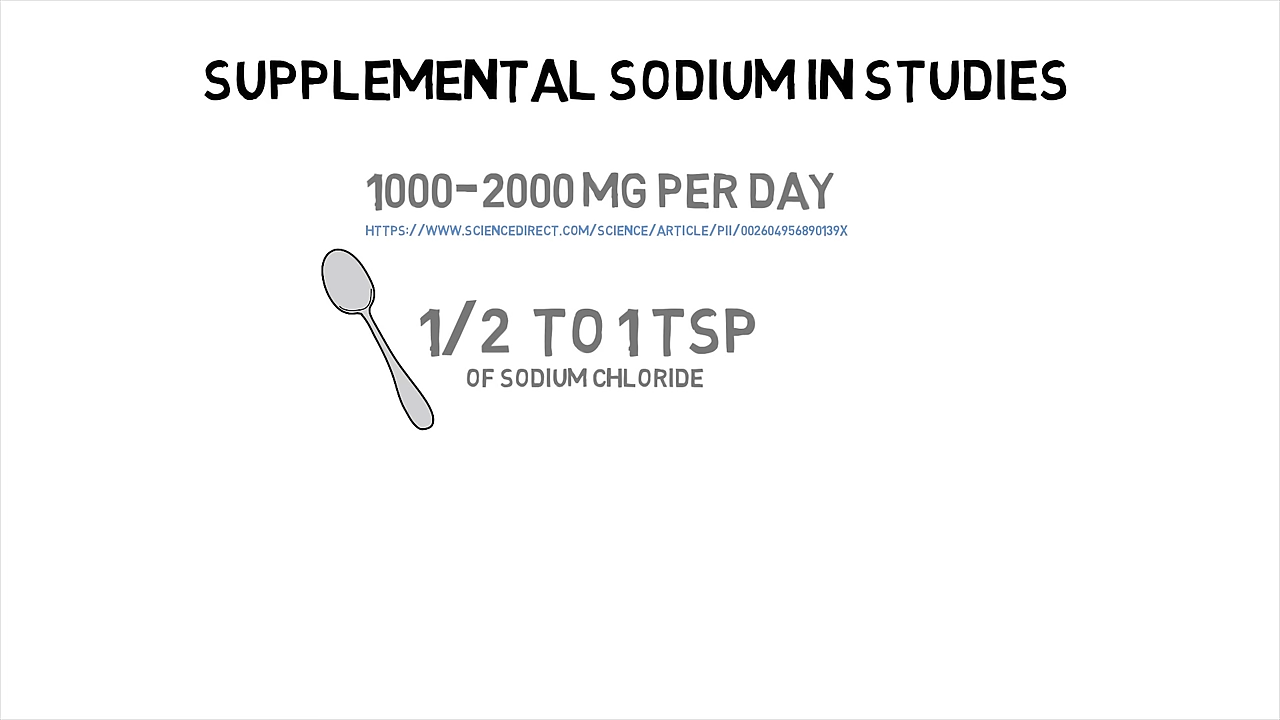 SUPPLEMENTAL SODIUM IN STUDIES
1000-2000 MG PER DAY
HTTPS://WWW.SCIENCEDIRECT.COM/SCIENCE/ARTICLE/PII/002604956890139X
1/2 TO 1 TSP
OF SODIUM CHLORIDE